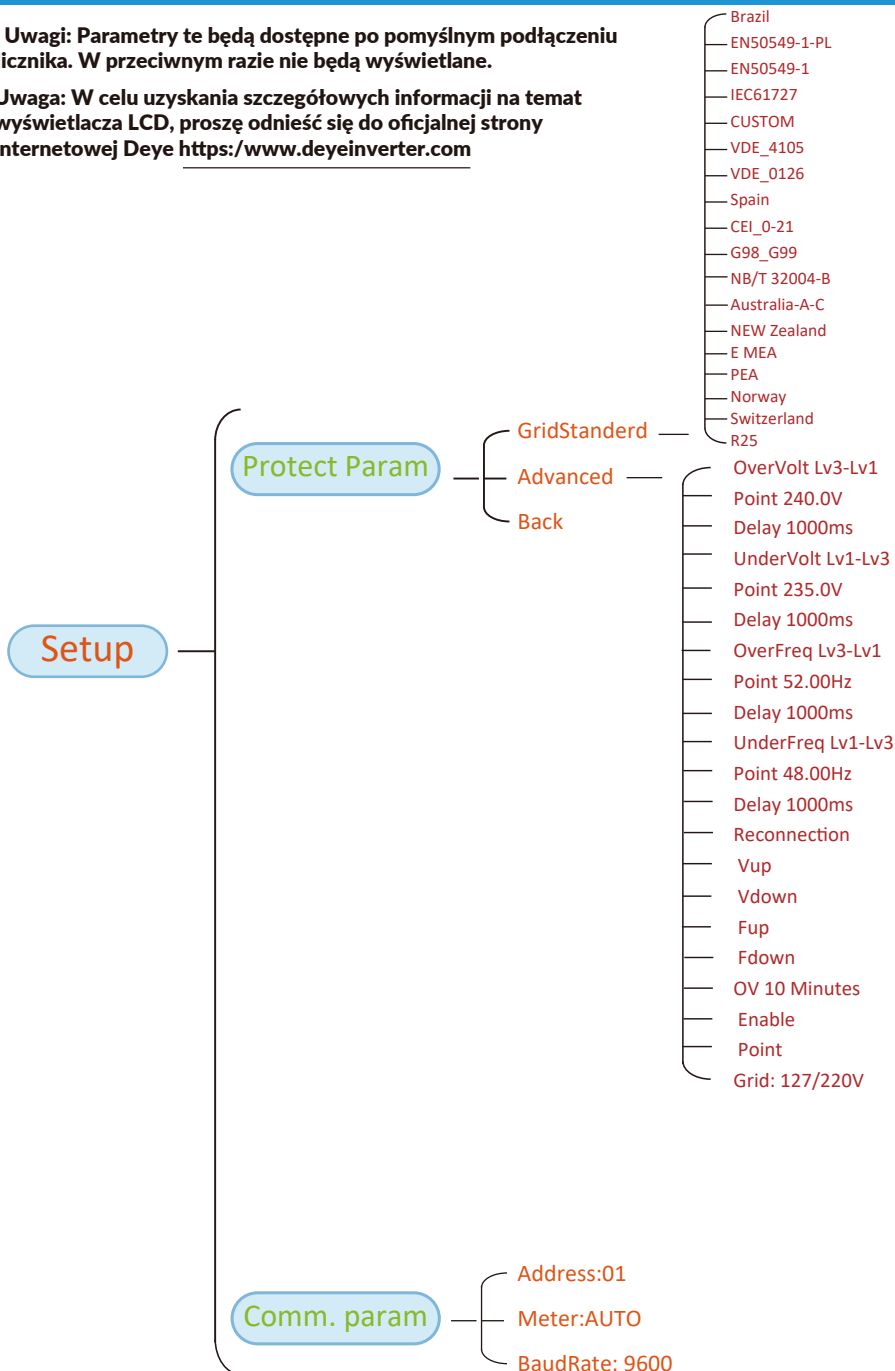 Uwagi: Parametry te będą dostępne po pomyślnym podłączeniu
icznika. W przeciwnym razie nie będą wyświetlane.
Uwaga: W celu uzyskania szczegółowych informacji na temat
wyświetlacza LCD, proszę odnieść się do oficjalnej strony
nternetowej Deye https:/www.deyeinverter.com
Brazil
EN50549-1-PL
EN50549-1
IEC61727
CUSTOM
VDE_4105
VDE_0126
Spain
CEI_0-21
G98_G99
NB/T 32004-B
Australia-A-C
NEW Zealand
E MEA
PEA
Norway
Switzerland
R25
Setup
Protect Param
GridStanderd
Advanced
Back
OverVolt Lv3-Lv1
Point 240.0V
Delay 1000ms
UnderVolt Lv1-Lv3
Point 235.0V
Delay 1000ms
OverFreq Lv3-Lv1
Point 52.00Hz
Delay 1000ms
UnderFreq Lv1-Lv3
Point 48.00Hz
Delay 1000ms
Reconnection
Vup
Vdown
Fup
Fdown
OV 10 Minutes
Enable
Point
Grid: 127/220V
Comm. param
Address:01
Meter:AUTO
BaudRate: 9600